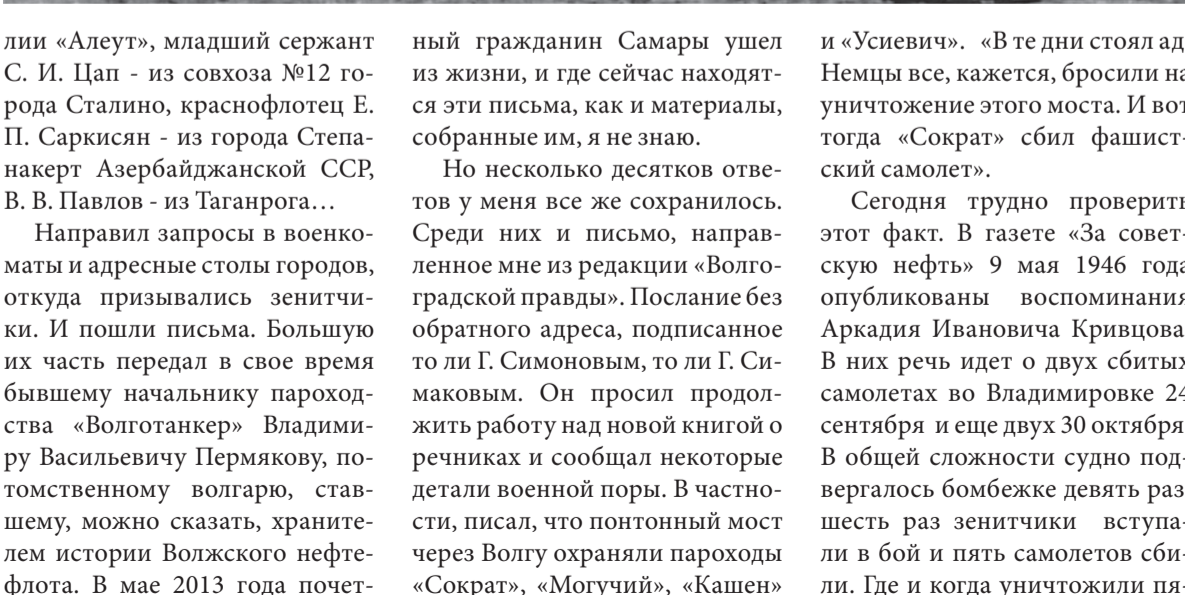 лии «Алеут», младший сержант
С. И. Цап - из совхоза №12 го-
рода Сталино, краснофлотец Е.
П. Саркисян - из города Степа-
накерт Азербайджанской ССР,
В. В. Павлов - из Таганрога…
Направил запросы в военко-
маты и адресные столы городов,
откуда призывались зенитчи-
ки. И пошли письма. Большую
их часть передал в свое время
бывшему начальнику пароход-
ства «Волготанкер» Владими-
ру Васильевичу Пермякову, по-
томственному волгарю, став-
шему, можно сказать, храните-
лем истории Волжского нефте-
флота. В мае 2013 года почет-
ный гражданин Самары ушел
из жизни, и где сейчас находят-
ся эти письма, как и материалы,
собранные им, я не знаю.
Но несколько десятков отве-
тов у меня все же сохранилось.
Среди них и письмо, направ-
ленное мне из редакции «Волго-
градской правды». Послание без
обратного адреса, подписанное
то ли Г. Симоновым, то ли Г. Си-
маковым. Он просил продол-
жить работу над новой книгой о
речниках и сообщал некоторые
детали военной поры. В частно-
сти, писал, что понтонный мост
через Волгу охраняли пароходы
«Сократ», «Могучий», «Кашен»
и «Усиевич». «В те дни стоял ад
Немцы все, кажется, бросили на
уничтожение этого моста. И вот
тогда «Сократ» сбил фашист-
ский самолет».
Сегодня трудно проверить
этот факт. В газете «За совет-
скую нефть» 9 мая 1946 года
опубликованы воспоминания
Аркадия Ивановича Кривцова
В них речь идет о двух сбитых
самолетах во Владимировке 24
сентября и еще двух 30 октября
В общей сложности судно под-
вергалось бомбежке девять раз
шесть раз зенитчики вступа-
ли в бой и пять самолетов сби-
ли. Где и когда уничтожили пя-